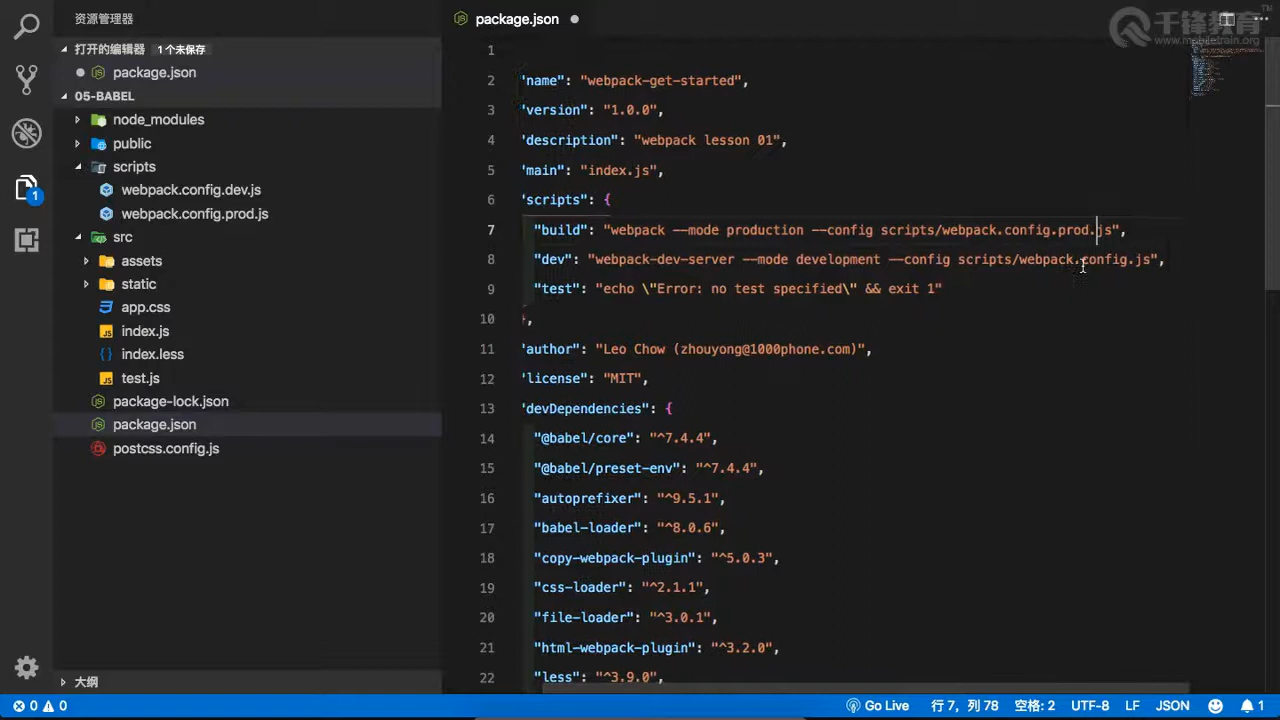 资源管理器
打开的编辑器 1 个未保存
package.json
05-BABEL
node_modules
public
scripts
webpack.config.dev.js
webpack.config.prod.js
src
assets
static
app.css
index.js
index.less
test.js
package-lock.json
package.json
postcss.config.js
大纲
package.json
千锋教育
www.mobiletrain.org
TM
1
2 "name": "webpack-get-started",
3 "version": "1.0.0",
4 "description": "webpack lesson 01",
5 "main": "index.js",
6 "scripts": {
7 "build": "webpack --mode production --config scripts/webpack.config.prod.js",
8 "dev": "webpack-dev-server --mode development --config scripts/webpack.config.js",
9 "test": "echo \"Error: no test specified\" && exit 1"
10 },
11 "author": "Leo Chow (zhouyong@1000phone.com)",
12 "license": "MIT",
13 "devDependencies": {
14 "@babel/core": "^7.4.4",
15 "@babel/preset-env": "^7.4.4",
16 "autoprefixer": "^9.5.1",
17 "babel-loader": "^8.0.6",
18 "copy-webpack-plugin": "^5.0.3",
19 "css-loader": "^2.1.1",
20 "file-loader": "^3.0.1",
21 "html-webpack-plugin": "^3.2.0",
22 "less": "^3.9.0",
0 0 Go Live 行 7, 列 78 空格: 2 UTF-8 LF JSON 1